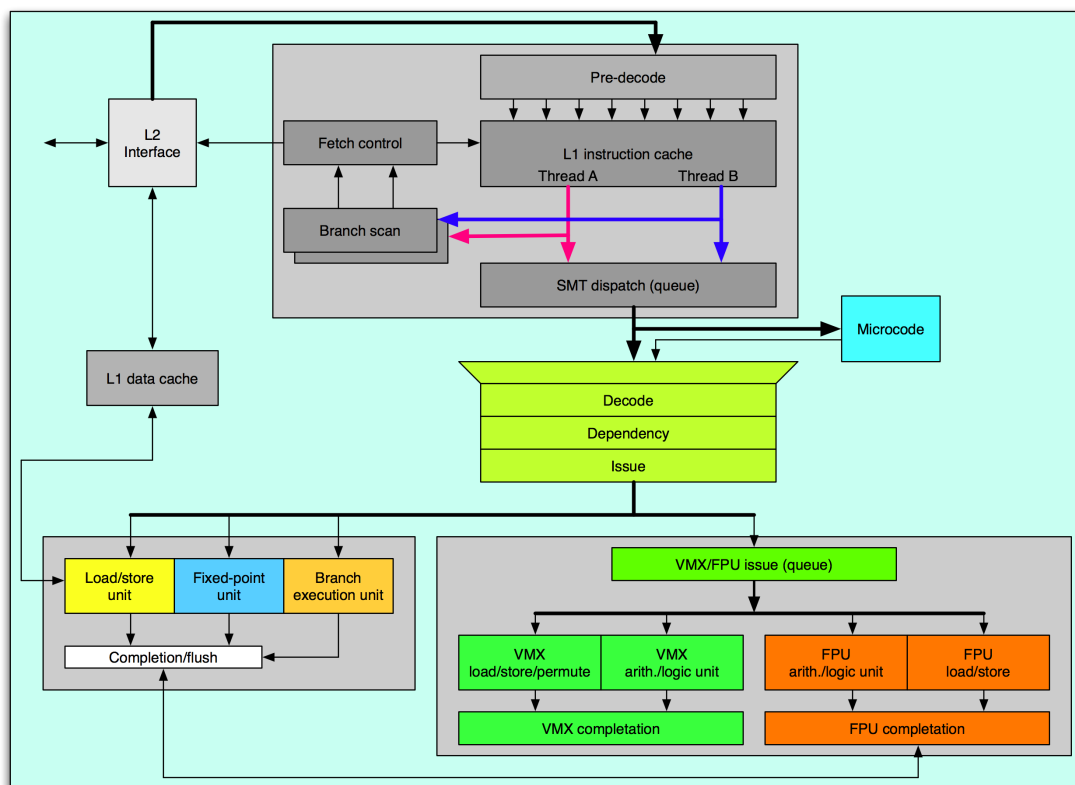 Pre-decode
L2
Interface
Fetch control
L1 instruction cache
Thread A
Thread B
Branch scan
SMT dispatch (queue)
Microcode
L1 data cache
Decode
Dependency
Issue
Load/store
unit
Fixed-point
unit
Branch
execution unit
Completion/flush
VMX/FPU issue (queue)
VMX
load/store/permute
VMX
arith./logic unit
FPU
arith./logic unit
FPU
load/store
VMX completation
FPU completation